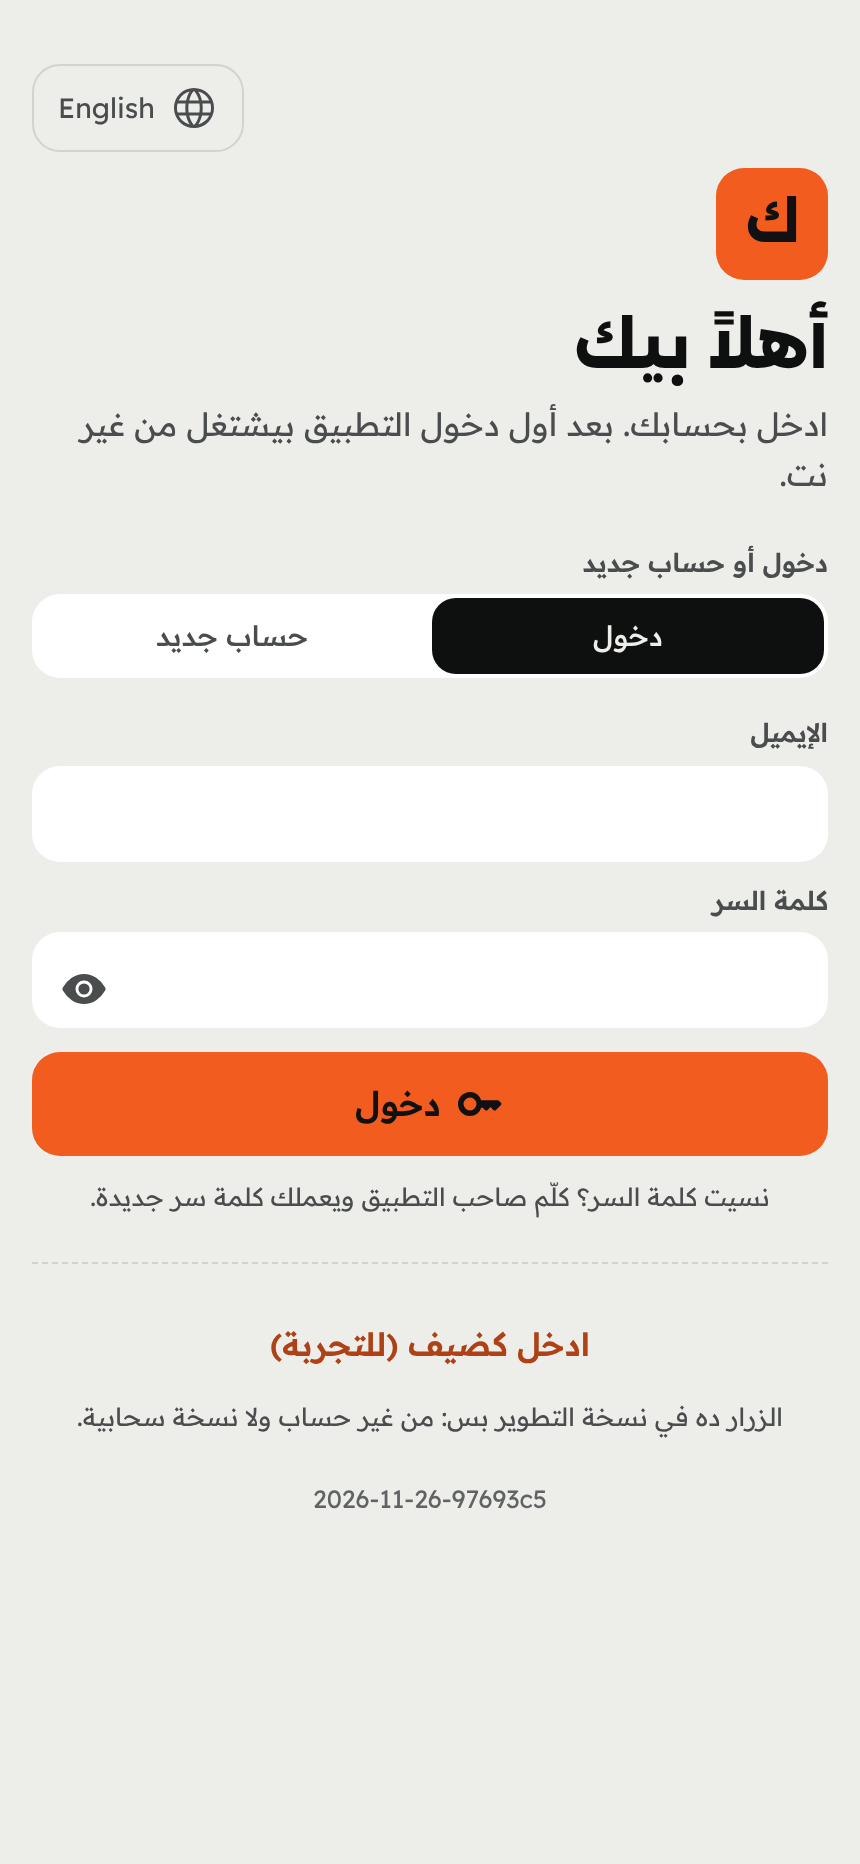 English
ك
أهلاً بيك
ادخل بحسابك. بعد أول دخول التطبيق بيشتغل من غير
نت.
دخول أو حساب جديد
دخول
حساب جديد
الإيميل
كلمة السر
دخول
نسيت كلمة السر؟ كلّم صاحب التطبيق ويعملك كلمة سر جديدة.
ادخل كضيف (للتجربة)
الزرار ده في نسخة التطوير بس: من غير حساب ولا نسخة سحابية.
2026-11-26-97693c5